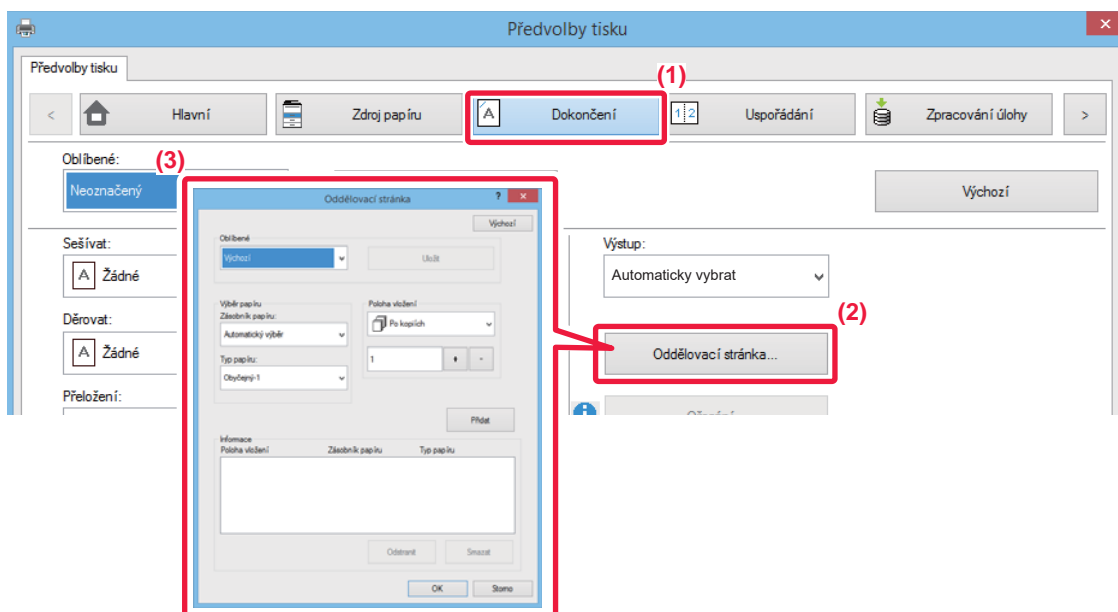 Předvolby tisku
Předvolby tisku
(1)
<
Hlavní
Zdroj papíru
A
Dokončení
1 2
Uspořádání
Zpracování úlohy
>
Oblíbené:
(3)
Neoznačený
Výchozí
Sešívat:
A Žádné
Děrovat:
A Žádné
Přeložení:
Výstup:
Automaticky vybrat
(2)
Oddělovací stránka...
Oddělovací stránka
?
Výchozí
Oblíbené
Výchozí
Uložit
Výběr papíru
Zásobník papíru:
Automatický výběr
Typ papíru:
Obyčejný-1
Poloha vložení
Po kopiích
1
+ -
Přidat
Informace
Poloha vložení Zásobník papíru Typ papíru
Odstranit Smazat
OK Storno